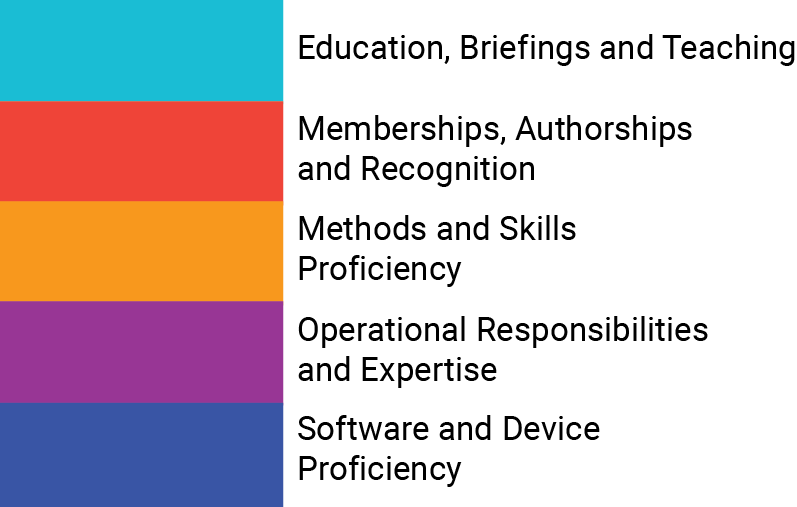 Education, Briefings and Teaching
Memberships, Authorships
and Recognition
Methods and Skills
Proficiency
Operational Responsibilities
and Expertise
Software and Device
Proficiency